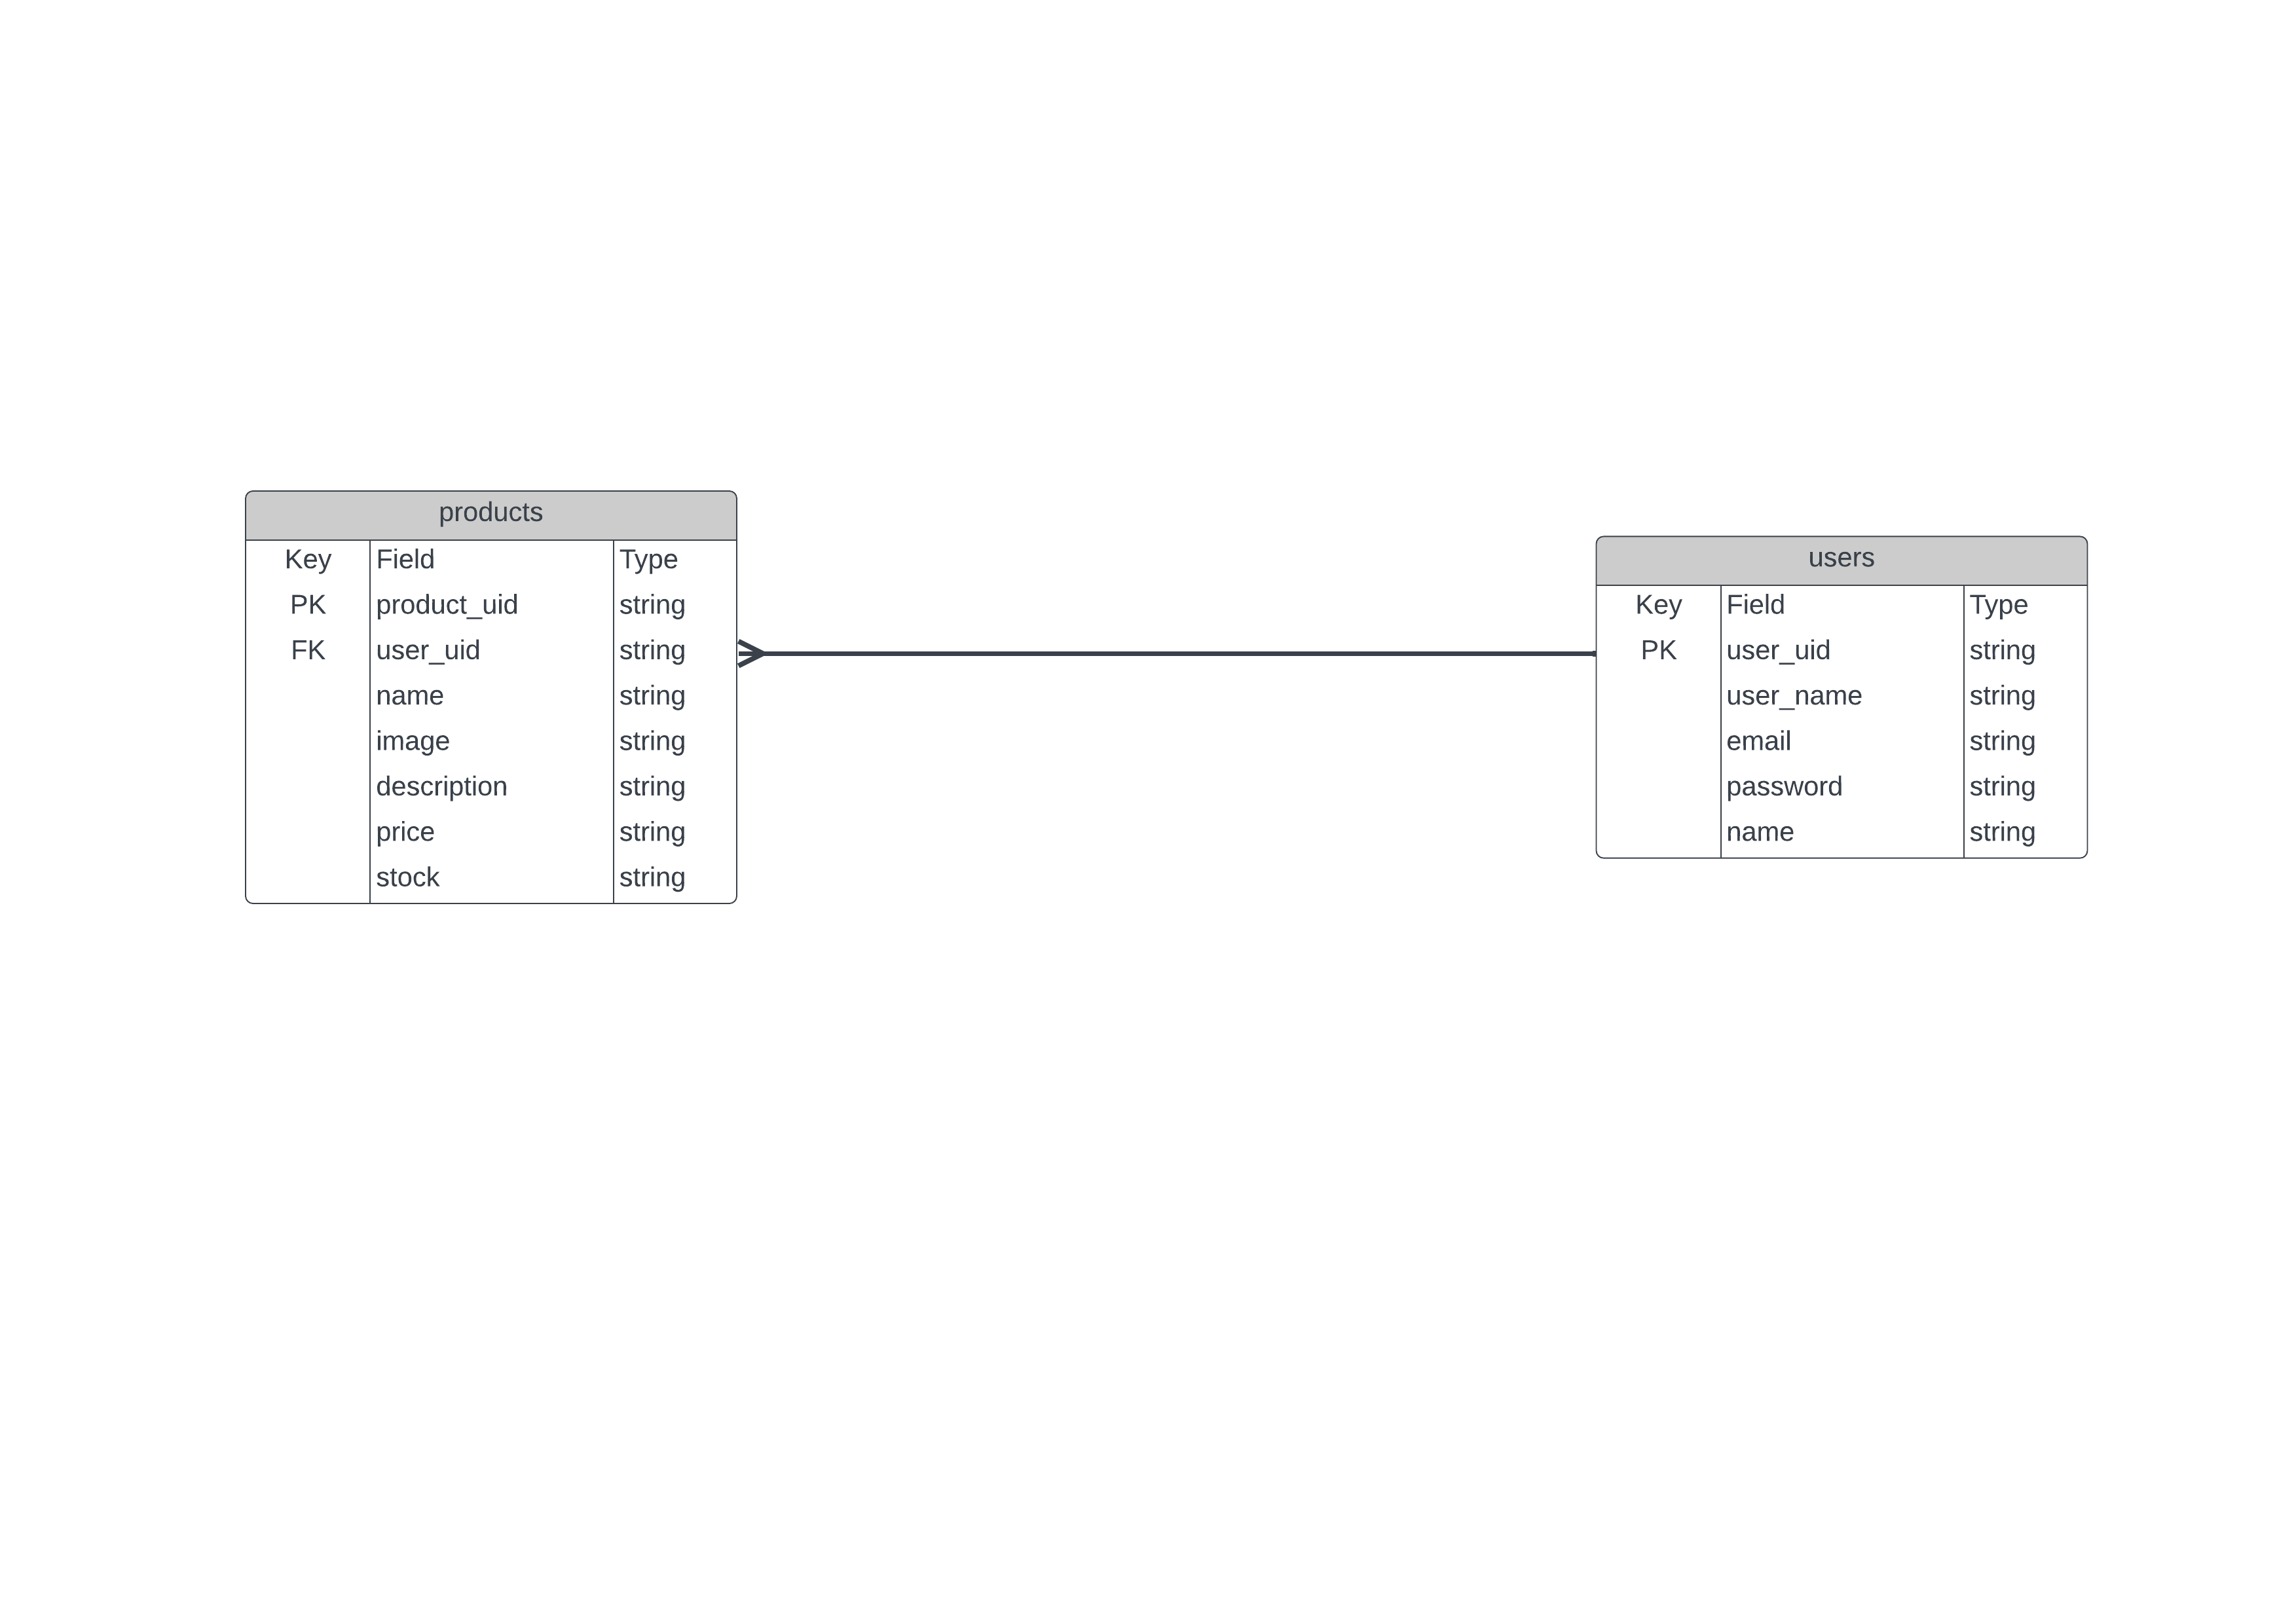 products
Key Field Type
PK product_uid string
FK user_uid string
name string
image string
description string
price string
stock string
users
Key Field Type
PK user_uid string
user_name string
email string
password string
name string